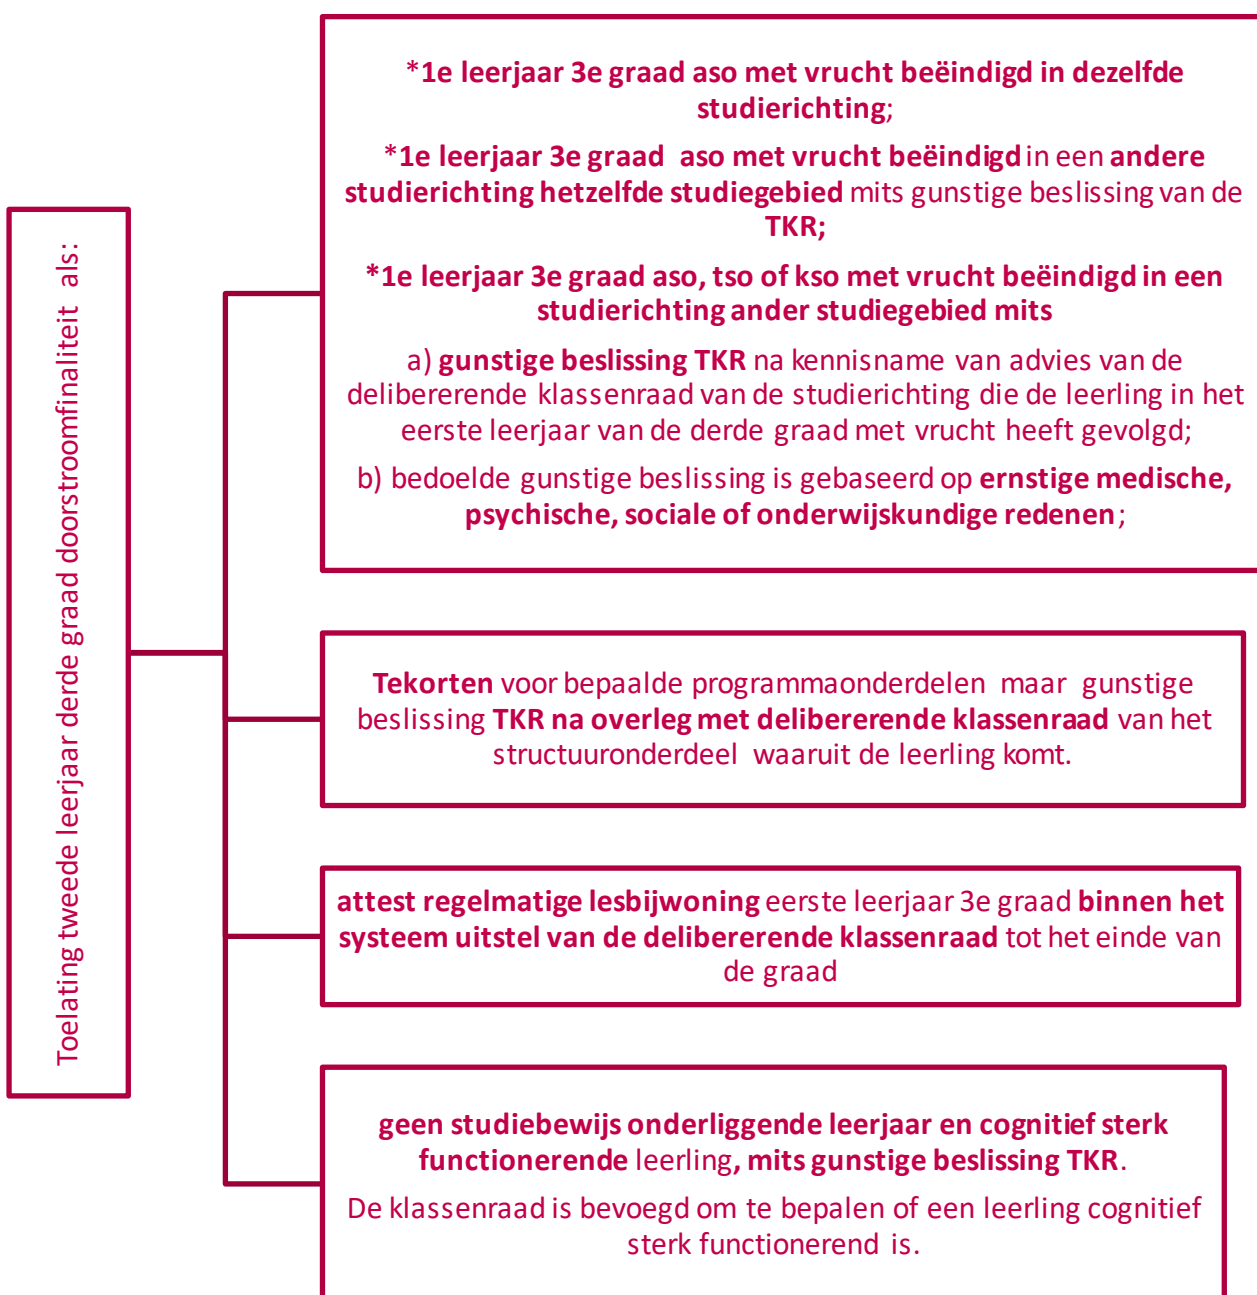 Toelating tweede leerjaar derde graad doorstroomfinaliteit als:
*1e leerjaar 3e graad aso met vrucht beëindigd in dezelfde
studierichting;
*1e leerjaar 3e graad aso met vrucht beëindigd in een andere
studierichting hetzelfde studiegebied mits gunstige beslissing van de
TKR;
*1e leerjaar 3e graad aso, tso of kso met vrucht beëindigd in een
studierichting ander studiegebied mits
a) gunstige beslissing TKR na kennisname van advies van de
delibererende klassenraad van de studierichting die de leerling in het
eerste leerjaar van de derde graad met vrucht heeft gevolgd;
b) bedoelde gunstige beslissing is gebaseerd op ernstige medische,
psychische, sociale of onderwijskundige redenen;
Tekorten voor bepaalde programmaonderdelen maar gunstige
beslissing TKR na overleg met delibererende klassenraad van het
structuuronderdeel waaruit de leerling komt.
attest regelmatige lesbijwoning eerste leerjaar 3e graad binnen het
systeem uitstel van de delibererende klassenraad tot het einde van
de graad
geen studiebewijs onderliggende leerjaar en cognitief sterk
functionerende leerling, mits gunstige beslissing TKR.
De klassenraad is bevoegd om te bepalen of een leerling cognitief
sterk functionerend is.